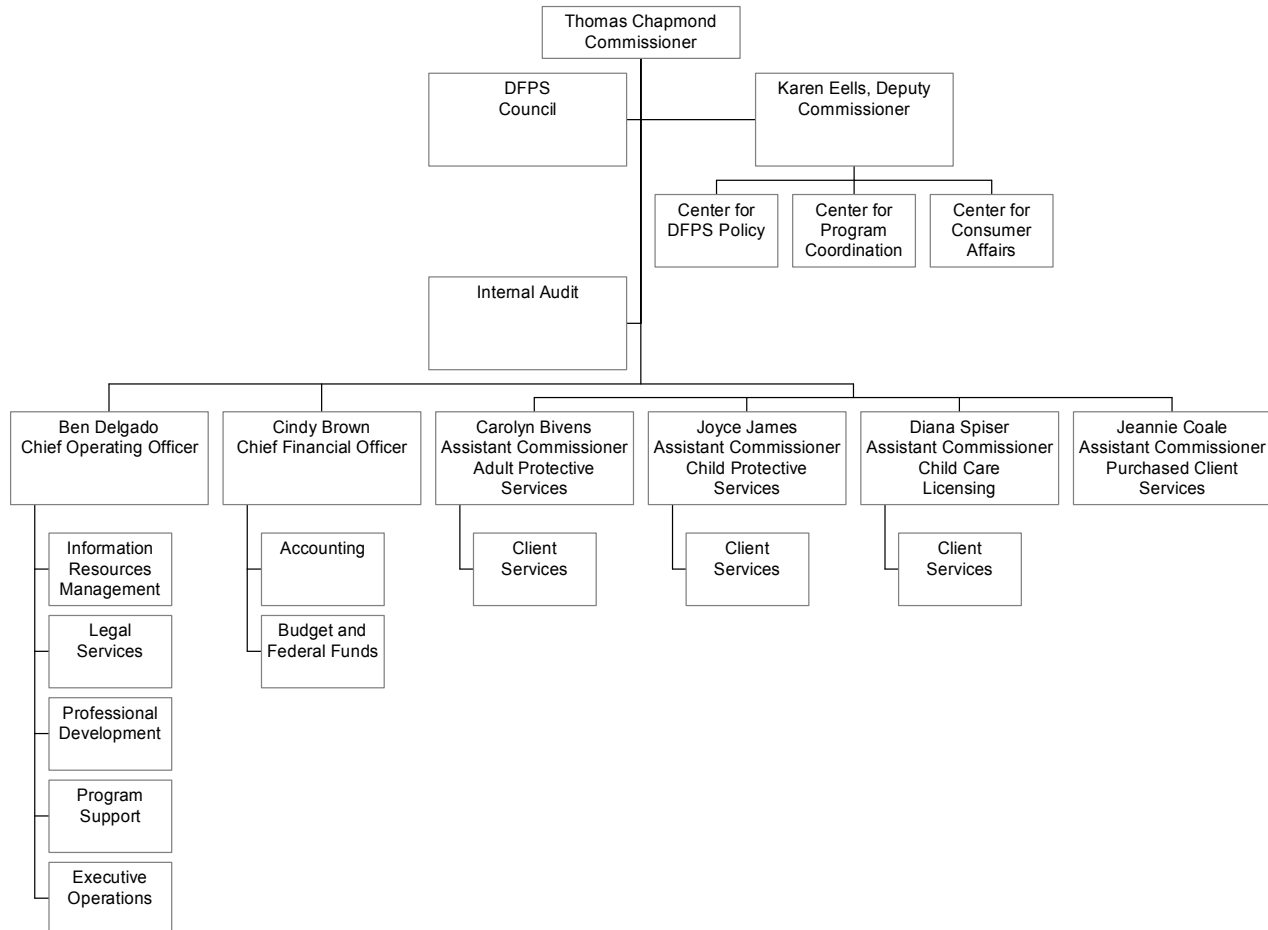 Thomas Chapmond
Commissioner
DFPS
Council
Karen Eells, Deputy
Commissioner
Center for
DFPS Policy
Center for
Program
Coordination
Center for
Consumer
Affairs
Internal Audit
Ben Delgado
Chief Operating Officer
Cindy Brown
Chief Financial Officer
Carolyn Bivens
Assistant Commissioner
Adult Protective
Services
Joyce James
Assistant Commissioner
Child Protective
Services
Diana Spiser
Assistant Commissioner
Child Care
Licensing
Jeannie Coale
Assistant Commissioner
Purchased Client
Services
Information
Resources
Management
Legal
Services
Professional
Development
Program
Support
Executive
Operations
Accounting
Budget and
Federal Funds
Client
Services
Client
Services
Client
Services